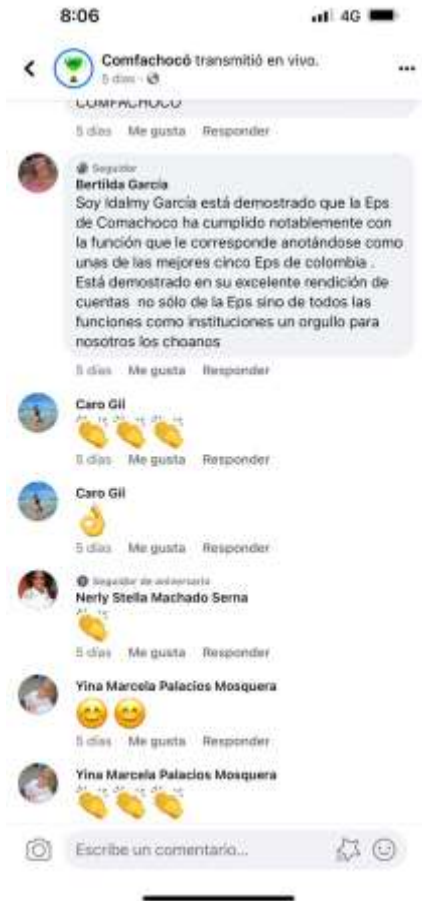 8:06
4G
Comfachocó transmitió en vivo.
5 días
COMFACHOCO
5 días Me gusta Responder
Seguidor
Bertilda García
Soy Idalmy García está demostrado que la Eps
de Comachoco ha cumplido notablemente con
la función que le corresponde anotándose como
unas de las mejores cinco Eps de colombia .
Está demostrado en su excelente rendición de
cuentas no sólo de la Eps sino de todos las
funciones como instituciones un orgullo para
nosotros los choanos
5 días Me gusta Responder
Caro Gil
5 días Me gusta Responder
Caro Gil
5 días Me gusta Responder
Seguidor de aniversario
Nerly Stella Machado Serna
5 días Me gusta Responder
Yina Marcela Palacios Mosquera
5 días Me gusta Responder
Yina Marcela Palacios Mosquera
Escribe un comentario...